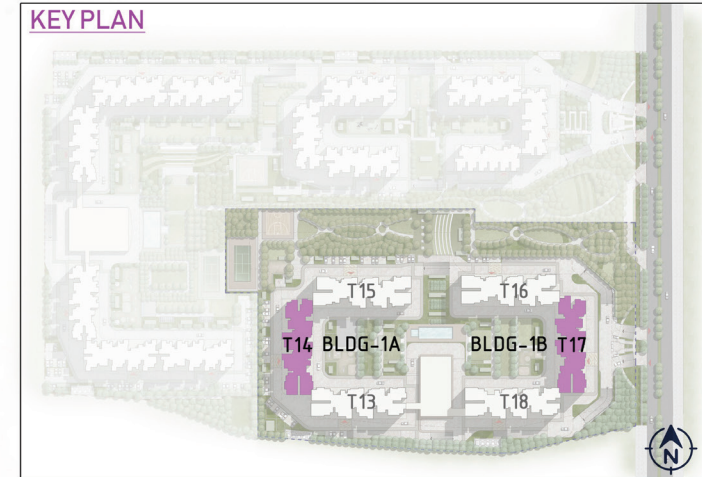 KEY PLAN
T15
T16
T14 BLDG-1A
BLDG-1B T17
T13
T18
N